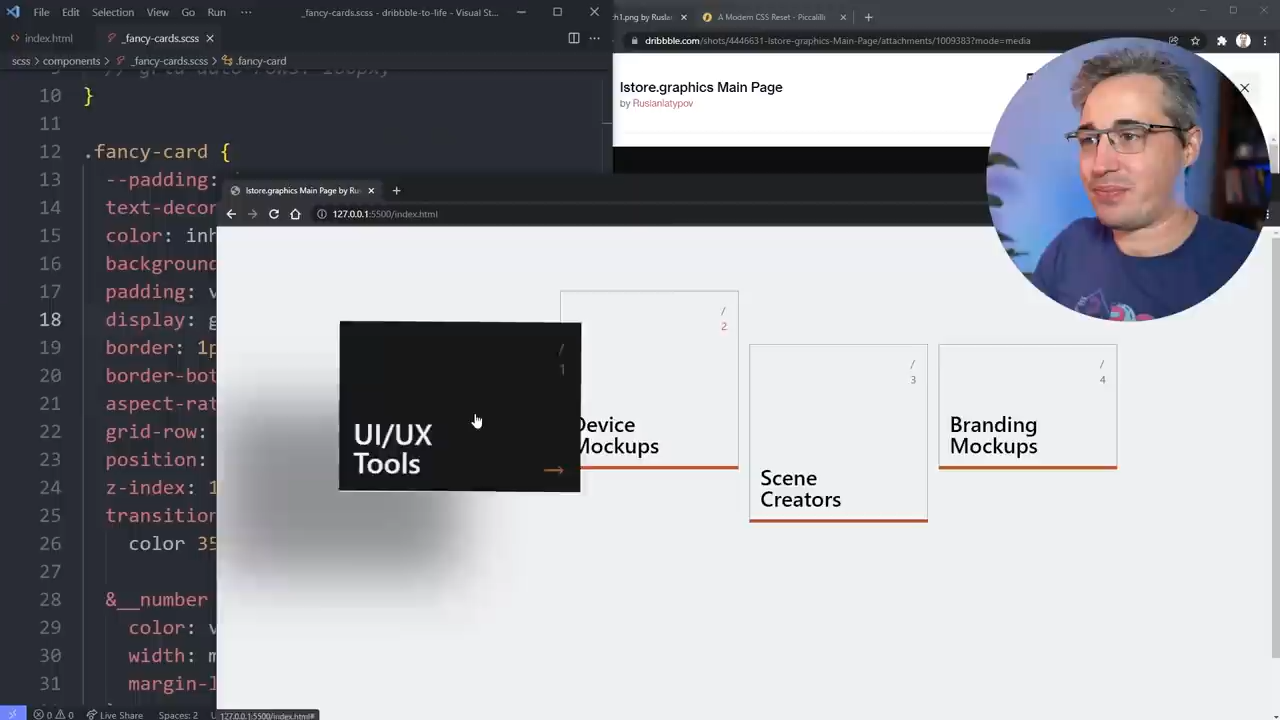 File Edit View Go Run ··· _fancy-cards.scss - dribbble-to-life - Visual St...
index.html _fancy-cards.scss
scss > components > _fancy-cards.scss > .fancy-card
10 }
11
12 .fancy-card {
13 --padding:
14 text-decor
15 color: inh
16 background
17 padding: v
18 display: g
19 border: 1p
20 border-bot
21 aspect-rat
22 grid-row:
23 position:
24 z-index: 1
25 transition
26 color 35
27
28 &__number
29 color: v
30 width: m
31 margin-l
0 0 Live Share Spaces: 2
ch1.png by Rusla
A Modern CSS Reset - Piccalilli
dribbble.com/shots/4446631-Istore-graphics-Main-Page/attachments/1009383?mode=media
Istore.graphics Main Page
by Ruslanlatypov
Istore.graphics Main Page by Rus
127.0.0.1:5500/index.html
/
1
UI/UX
Tools
/
2
Device
Mockups
/
3
Scene
Creators
/
4
Branding
Mockups
127.0.0.1:5500/index.html#